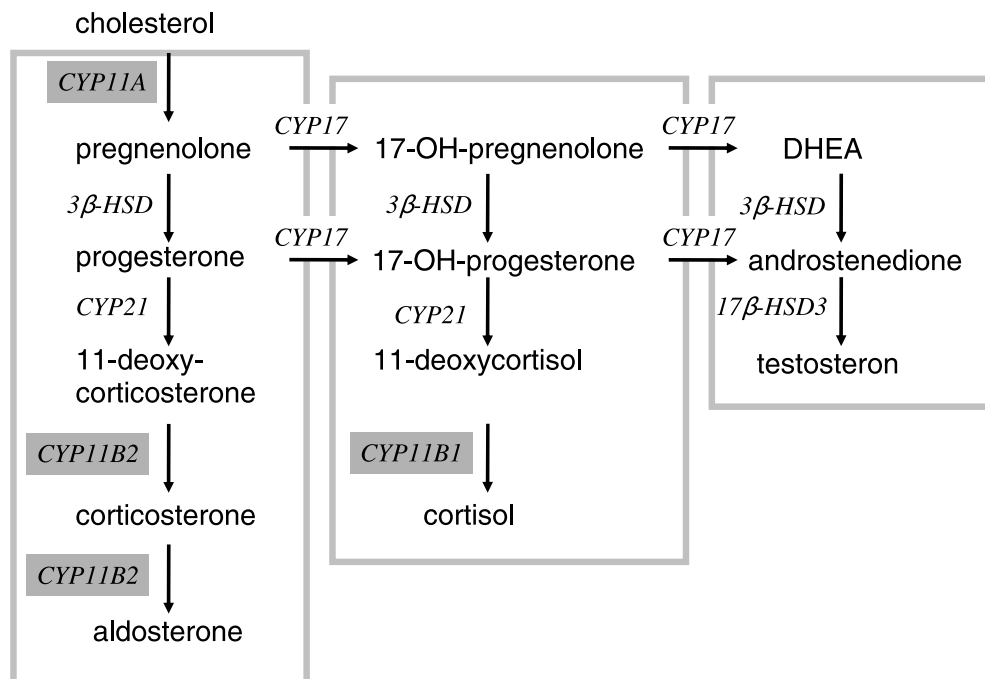 cholesterol
CYP11A
CYP17
CYP17
pregnenolone
17-OH-pregnenolone
DHEA
3β-HSD
3β-HSD
3β-HSD
CYP17
CYP17
progesterone
17-OH-progesterone
androstenedione
CYP21
CYP21
17β-HSD3
11-deoxy-
corticosterone
11-deoxycortisol
testosteron
CYP11B2
CYP11B1
corticosterone
cortisol
CYP11B2
aldosterone